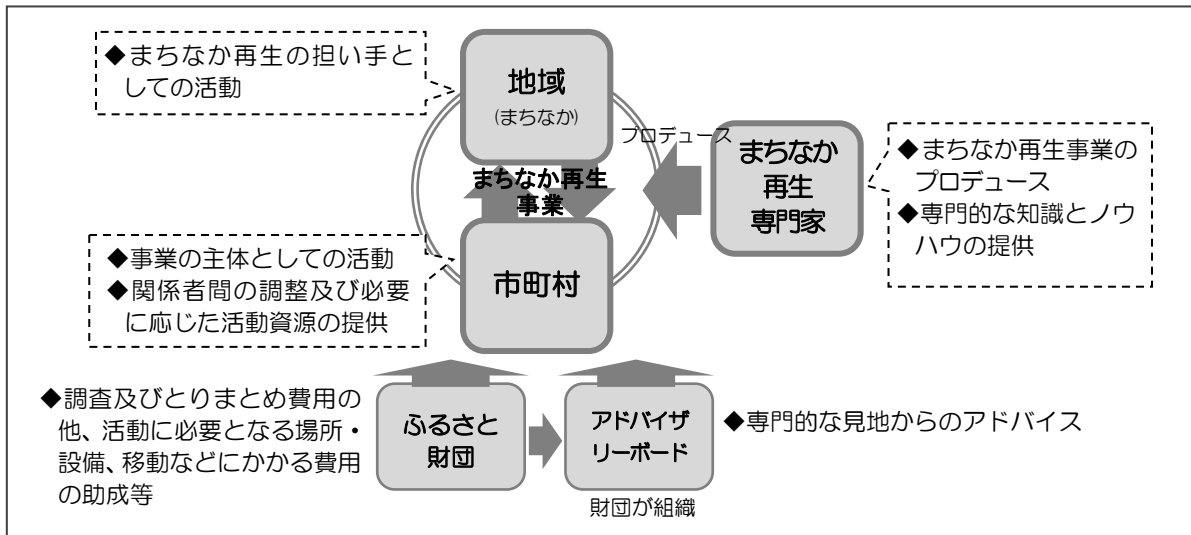 ◆まちなか再生の担い手と
しての活動
地域
(まちなか)
プロデュース
まちなか
再生
専門家
◆まちなか再生事業の
プロデュース
◆専門的な知識とノウ
ハウの提供
まちなか再生
事業
◆事業の主体としての活動
◆関係者間の調整及び必要
に応じた活動資源の提供
市町村
◆調査及びとりまとめ費用の
他、活動に必要となる場所・
設備、移動などにかかる費用
の助成等
ふるさと
財団
アドバイザ
リーボード
財団が組織
◆専門的な見地からのアドバイス